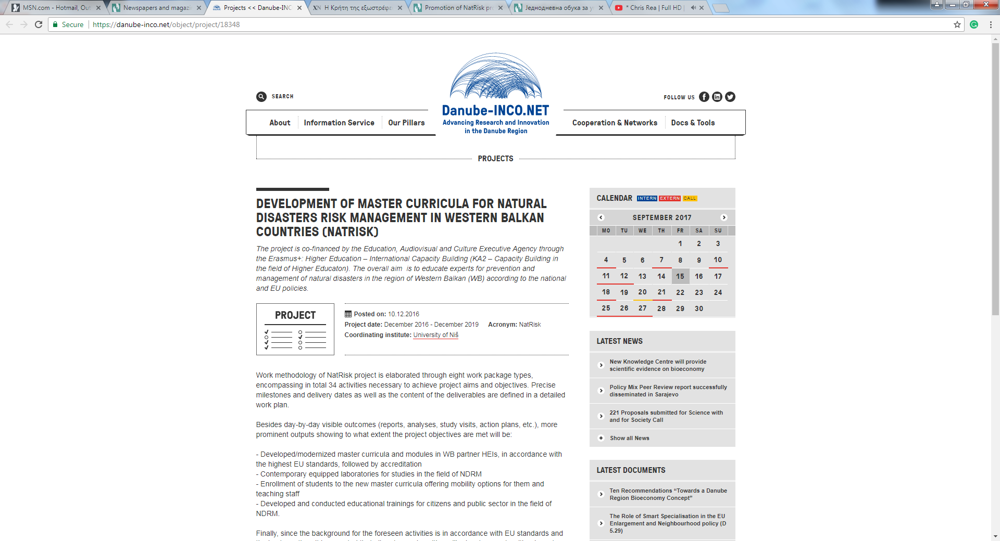 MSN.com - Hotmail, Out
Newspapers and magazi
Projects << Danube-INC
Η Κρήτη της εξωστρέφε
Promotion of NatRisk pr
Једнодневна обука за у
* Chris Rea | Full HD |
Secure | https://danube-inco.net/object/project/18348
SEARCH
FOLLOW US
Danube-INCO.NET
Advancing Research and Innovation
in the Danube Region
About
Information Service
Our Pillars
Cooperation & Networks
Docs & Tools
PROJECTS
DEVELOPMENT OF MASTER CURRICULA FOR NATURAL
DISASTERS RISK MANAGEMENT IN WESTERN BALKAN
COUNTRIES (NATRISK)
The project is co-financed by the Education, Audiovisual and Culture Executive Agency through
the Erasmus+: Higher Education – International Capacity Building (KA2 – Capacity Building in
the field of Higher Educaton). The overall aim  is to educate experts for prevention and
management of natural disasters in the region of Western Balkan (WB) according to the national
and EU policies.
PROJECT
Posted on: 10.12.2016
Project date: December 2016 - December 2019 Acronym: NatRisk
Coordinating institute: University of Niš
Work methodology of NatRisk project is elaborated through eight work package types,
encompassing in total 34 activities necessary to achieve project aims and objectives. Precise
milestones and delivery dates as well as the content of the deliverables are defined in a detailed
work plan.
Besides day-by-day visible outcomes (reports, analyses, study visits, action plans, etc.), more
prominent outputs showing to what extent the project objectives are met will be:
- Developed/modernized master curricula and modules in WB partner HEIs, in accordance with
the highest EU standards, followed by accreditation
- Contemporary equipped laboratories for studies in the field of NDRM
- Enrollment of students to the new master curricula offering mobility options for them and
teaching staff
- Developed and conducted educational trainings for citizens and public sector in the field of
NDRM.
Finally, since the background for the foreseen activities is in accordance with EU standards and
CALENDAR INTERN EXTERN CALL
SEPTEMBER 2017
MO TU WE TH FR SA SU
1 2 3
4 5 6 7 8 9 10
11 12 13 14 15 16 17
18 19 20 21 22 23 24
25 26 27 28 29 30
LATEST NEWS
New Knowledge Centre will provide
scientific evidence on bioeconomy
Policy Mix Peer Review report successfully
disseminated in Sarajevo
221 Proposals submitted for Science with
and for Society Call
Show all News
LATEST DOCUMENTS
Ten Recommendations “Towards a Danube
Region Bioeconomy Concept”
The Role of Smart Specialisation in the EU
Enlargement and Neighbourhood policy (D
5.29)